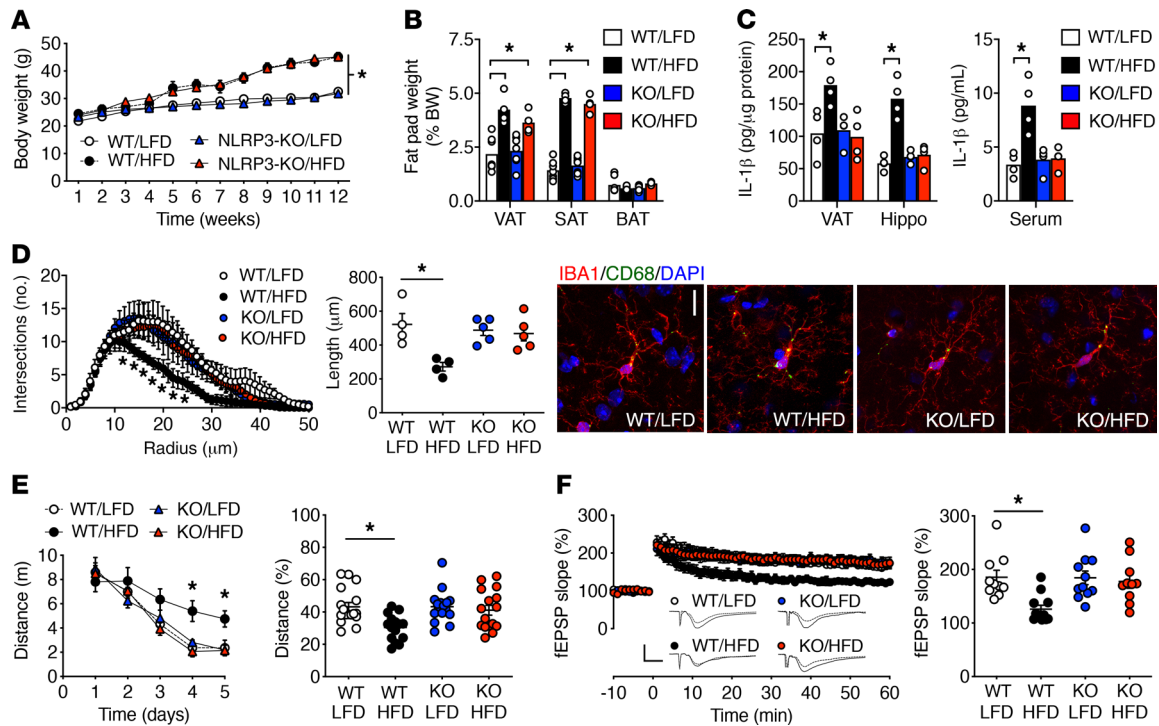 A
Body weight (g)
60
50
40
30
20
10
0
1 2 3 4 5 6 7 8 9 10 11 12
Time (weeks)
WT/LFD
WT/HFD
NLRP3-KO/LFD
NLRP3-KO/HFD
*
B
Fat pad weight
(% BW)
7.5
5.0
2.5
0.0
* *
VAT SAT BAT
WT/LFD
WT/HFD
KO/LFD
KO/HFD
C
IL-1β (pg/μg protein)
250
200
150
100
50
0
* *
VAT Hippo
WT/LFD
WT/HFD
KO/LFD
KO/HFD
IL-1β (pg/mL)
15
10
5
0
*
Serum
D
Intersections (no.)
20
15
10
5
0
0 10 20 30 40 50
Radius (μm)
WT/LFD
WT/HFD
KO/LFD
KO/HFD
* * * * * * *
Length (μm)
800
600
400
200
0
*
WT LFD
WT HFD
KO LFD
KO HFD
IBA1/CD68/DAPI
WT/LFD
WT/HFD
KO/LFD
KO/HFD
E
WT/LFD
WT/HFD
KO/LFD
KO/HFD
Distance (m)
10
8
6
4
2
0
0 1 2 3 4 5
Time (days)
* *
Distance (%)
100
75
50
25
0
*
WT LFD
WT HFD
KO LFD
KO HFD
F
fEPSP slope (%)
300
200
100
0
-10 0 10 20 30 40 50 60
Time (min)
WT/LFD
KO/LFD
WT/HFD
KO/HFD
fEPSP slope (%)
300
200
100
0
*
WT LFD
WT HFD
KO LFD
KO HFD